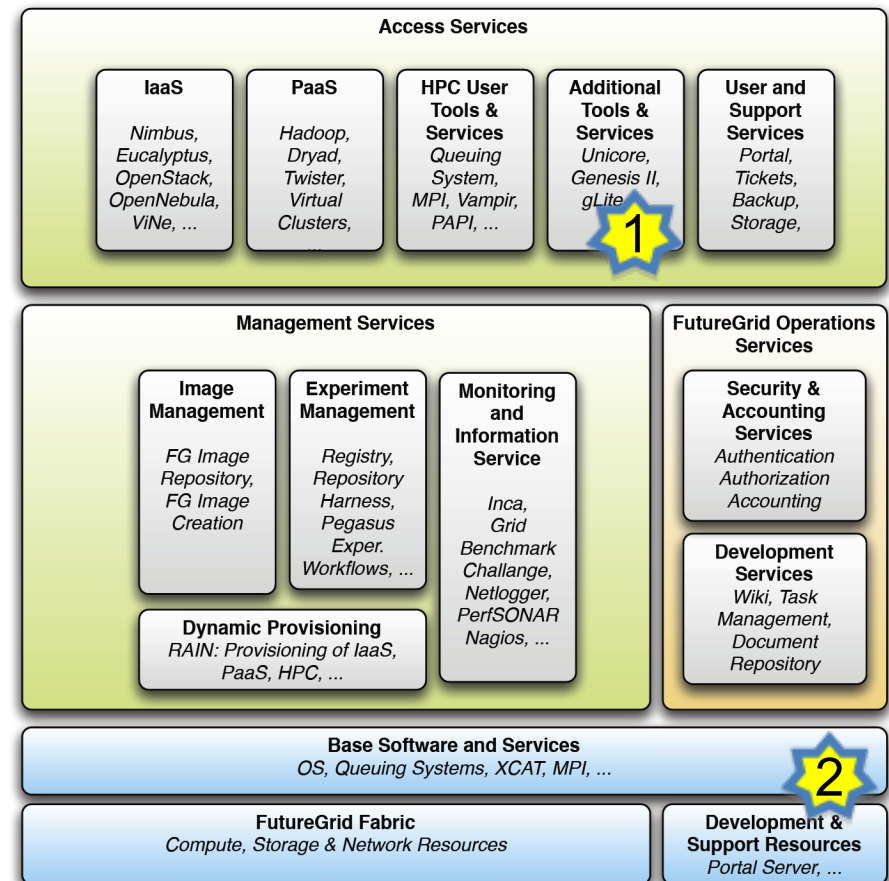 Access Services
IaaS
Nimbus,
Eucalyptus,
OpenStack,
OpenNebula,
ViNe, ...
PaaS
Hadoop,
Dryad,
Twister,
Virtual
Clusters,
...
HPC User
Tools &
Services
Queuing
System,
MPI, Vampir,
PAPI, ...
Additional
Tools &
Services
Unicore,
Genesis II,
gLite
1
User and
Support
Services
Portal,
Tickets,
Backup,
Storage,
Management Services
Image
Management
FG Image
Repository,
FG Image
Creation
Experiment
Management
Registry,
Repository
Harness,
Pegasus
Exper.
Workflows, ...
Monitoring
and
Information
Service
Inca,
Grid
Benchmark
Challange,
Netlogger,
PerfSONAR
Nagios, ...
Dynamic Provisioning
RAIN: Provisioning of IaaS,
PaaS, HPC, ...
FutureGrid Operations
Services
Security &
Accounting
Services
Authentication
Authorization
Accounting
Development
Services
Wiki, Task
Management,
Document
Repository
Base Software and Services
OS, Queuing Systems, XCAT, MPI, ...
2
FutureGrid Fabric
Compute, Storage & Network Resources
Development &
Support Resources
Portal Server, ...